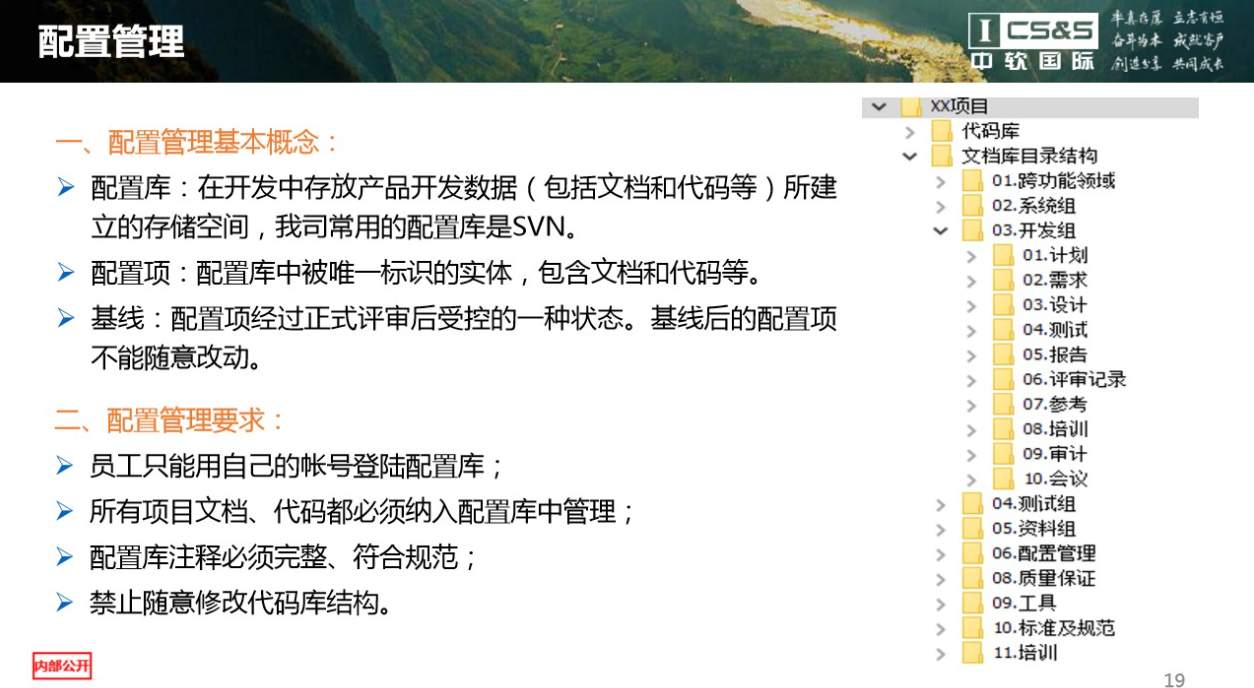 配置管理
I CS&S
中软国际
率真在厚 立志有恒
奋斗为本 成就客户
创造分享 共同成长
一、配置管理基本概念：
配置库：在开发中存放产品开发数据（包括文档和代码等）所建
立的存储空间，我司常用的配置库是SVN。
配置项：配置库中被唯一标识的实体，包含文档和代码等。
基线：配置项经过正式评审后受控的一种状态。基线后的配置项
不能随意改动。
二、配置管理要求：
员工只能用自己的帐号登陆配置库；
所有项目文档、代码都必须纳入配置库中管理；
配置库注释必须完整、符合规范；
禁止随意修改代码库结构。
XX项目
代码库
文档库目录结构
01.跨功能领域
02.系统组
03.开发组
01.计划
02.需求
03.设计
04.测试
05.报告
06.评审记录
07.参考
08.培训
09.审计
10.会议
04.测试组
05.资料组
06.配置管理
08.质量保证
09.工具
10.标准及规范
11.培训
内部公开
19